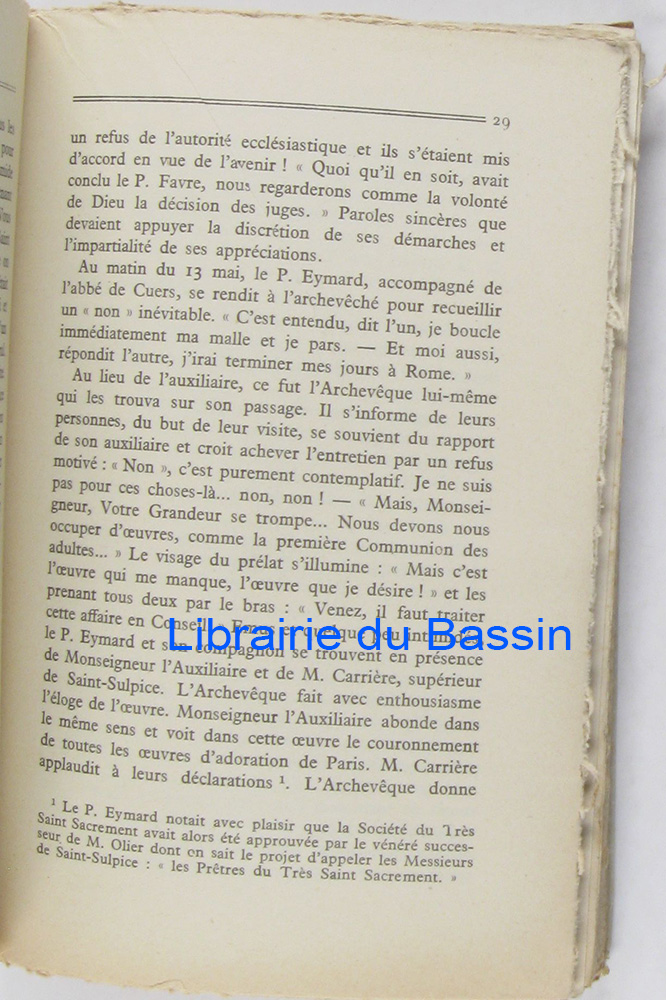 29
un refus de l'autorité ecclésiastique et ils s'étaient mis
d'accord en vue de l'avenir ! « Quoi qu'il en soit, avait
conclu le P. Favre, nous regarderons comme la volonté
de Dieu la décision des juges. » Paroles sincères que
devaient appuyer la discrétion de ses démarches et
l'impartialité de ses appréciations.
Au matin du 13 mai, le P. Eymard, accompagné de
l'abbé de Cuers, se rendit à l'archevêché pour recueillir
un « non » inévitable. « C'est entendu, dit l'un, je boucle
immédiatement ma malle et je pars. — Et moi aussi,
répondit l'autre, j'irai terminer mes jours à Rome. »
Au lieu de l'auxiliaire, ce fut l'Archevêque lui-même
qui les trouva sur son passage. Il s'informe de leurs
personnes, du but de leur visite, se souvient du rapport
de son auxiliaire et croit achever l'entretien par un refus
motivé : « Non », c'est purement contemplatif. Je ne suis
pas pour ces choses-là... non, non ! — « Mais, Monsei-
gneur, Votre Grandeur se trompe... Nous devons nous
occuper d'œuvres, comme la première Communion des
adultes... » Le visage du prélat s'illumine : « Mais c'est
l'œuvre qui me manque, l'œuvre que je désire ! » et les
prenant tous deux par le bras : « Venez, il faut traiter
cette affaire en Conseil. » Emus et quelque peu intimidés
le P. Eymard et son compagnon se trouvent en présence
de Monseigneur l'Auxiliaire et de M. Carrière, supérieur
de Saint-Sulpice. L'Archevêque fait avec enthousiasme
l'éloge de l'œuvre. Monseigneur l'Auxiliaire abonde dans
le même sens et voit dans cette œuvre le couronnement
de toutes les œuvres d'adoration de Paris. M. Carrière
applaudit à leurs déclarations ¹. L'Archevêque donne
¹ Le P. Eymard notait avec plaisir que la Société du Très
Saint Sacrement avait alors été approuvée par le vénéré succes-
seur de M. Olier dont on sait le projet d'appeler les Messieurs
de Saint-Sulpice : « les Prêtres du Très Saint Sacrement. »
Librairie du Bassin